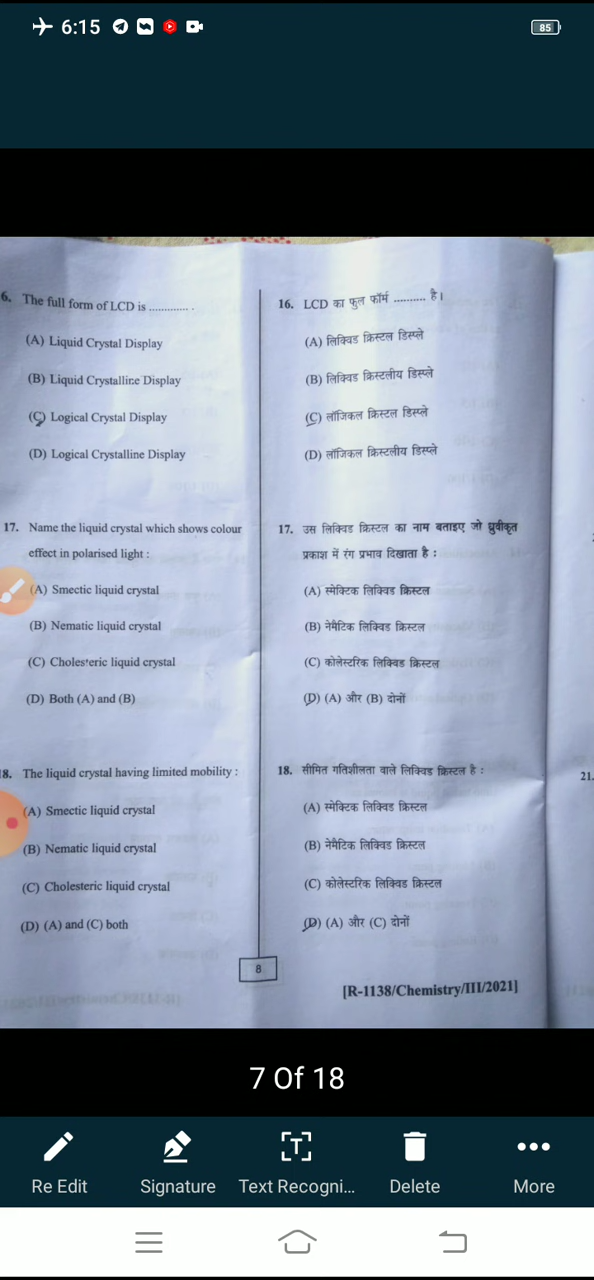 6:15
85
6. The full form of LCD is ............. .
(A) Liquid Crystal Display
(B) Liquid Crystalline Display
(C) Logical Crystal Display
(D) Logical Crystalline Display
17. Name the liquid crystal which shows colour
effect in polarised light :
(A) Smectic liquid crystal
(B) Nematic liquid crystal
(C) Cholesteric liquid crystal
(D) Both (A) and (B)
18. The liquid crystal having limited mobility :
(A) Smectic liquid crystal
(B) Nematic liquid crystal
(C) Cholesteric liquid crystal
(D) (A) and (C) both
16. LCD का फुल फॉर्म .......... है।
(A) लिक्विड क्रिस्टल डिस्प्ले
(B) लिक्विड क्रिस्टलीय डिस्प्ले
(C) लॉजिकल क्रिस्टल डिस्प्ले
(D) लॉजिकल क्रिस्टलीय डिस्प्ले
17. उस लिक्विड क्रिस्टल का नाम बताइए जो ध्रुवीकृत
प्रकाश में रंग प्रभाव दिखाता है :
(A) स्मेक्टिक लिक्विड क्रिस्टल
(B) नेमैटिक लिक्विड क्रिस्टल
(C) कोलेस्टरिक लिक्विड क्रिस्टल
(D) (A) और (B) दोनों
18. सीमित गतिशीलता वाले लिक्विड क्रिस्टल है :
(A) स्मेक्टिक लिक्विड क्रिस्टल
(B) नेमैटिक लिक्विड क्रिस्टल
(C) कोलेस्टरिक लिक्विड क्रिस्टल
(D) (A) और (C) दोनों
21.
8
[R-1138/Chemistry/III/2021]
7 Of 18
Re Edit
Signature
Text Recogni...
Delete
More